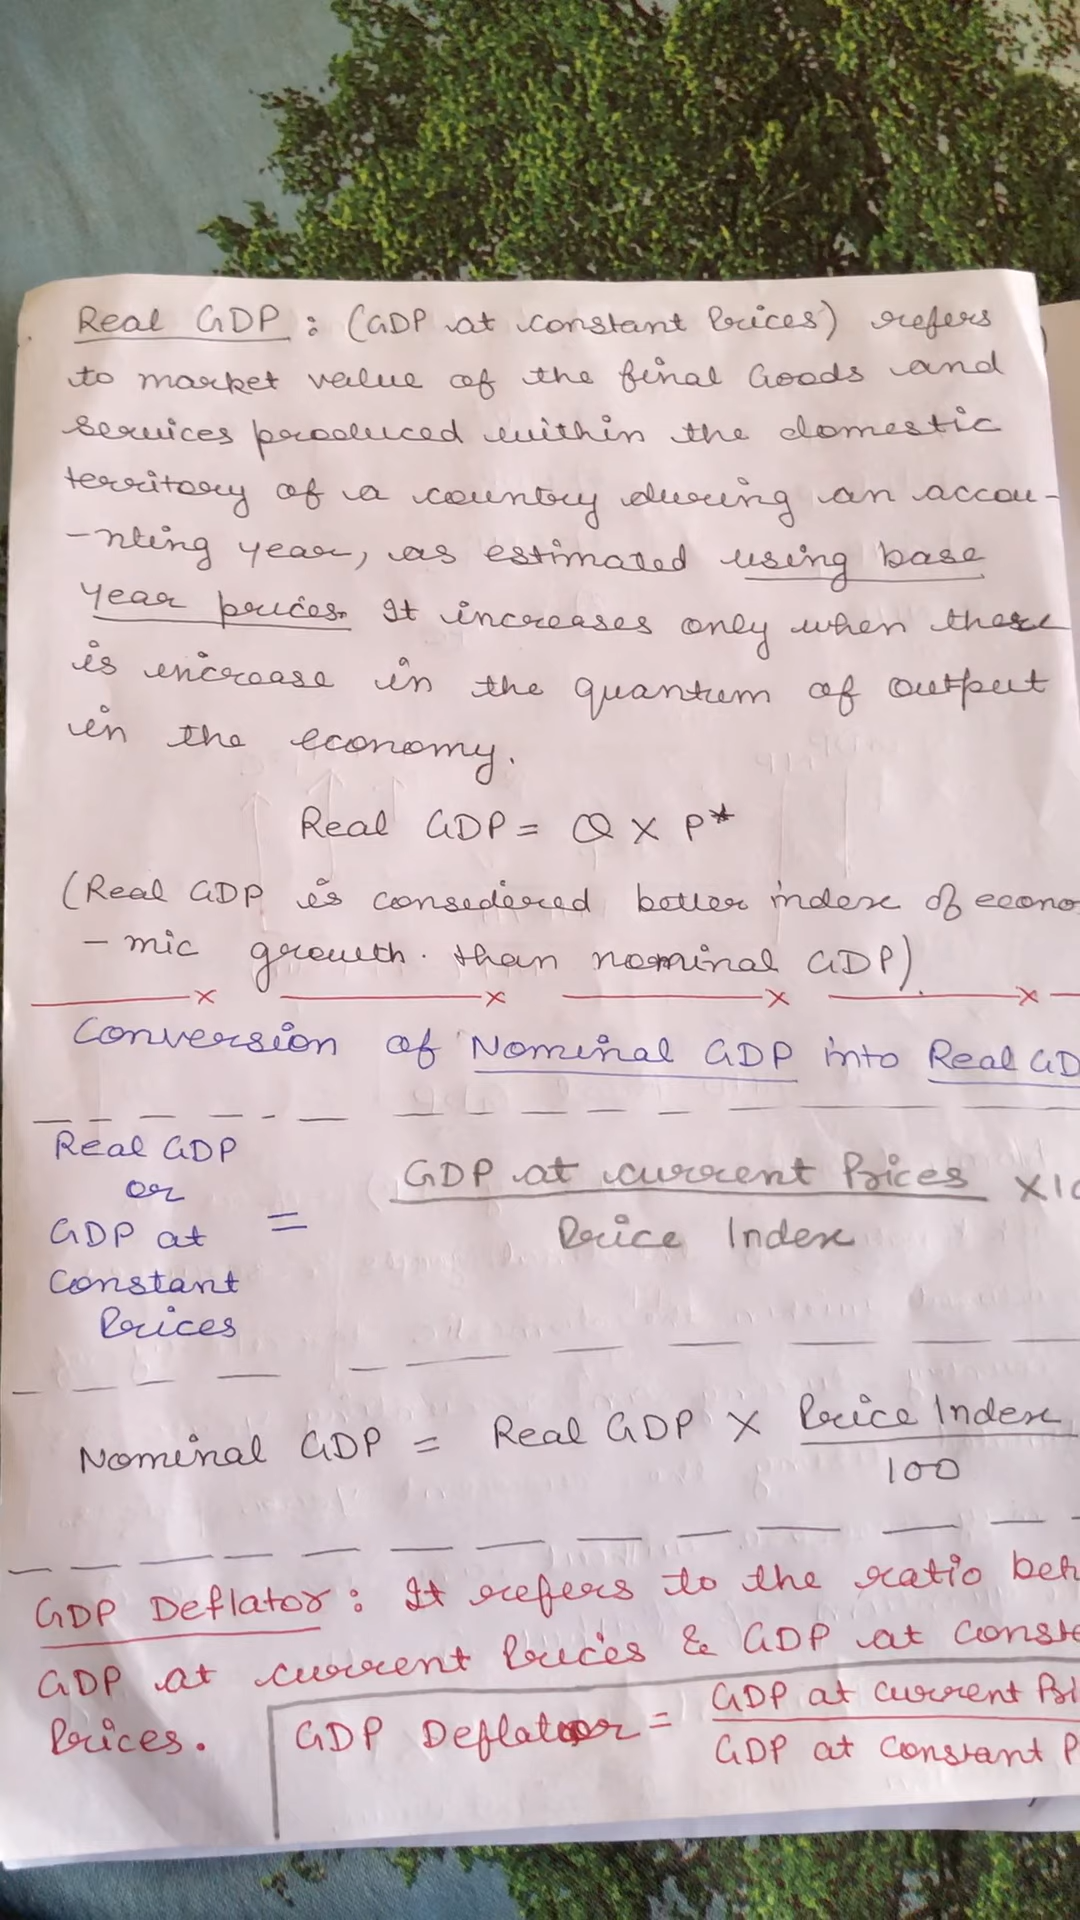 Real GDP : (GDP at constant Prices) refers
to market value of the final Goods and
services produced within the domestic
territory of a country during an accou-
-nting year, as estimated using base
year prices. It increases only when there
is increase in the quantum of output
in the economy.
Real GDP = Q X P*
(Real GDP is considered better index of econo
- mic growth. than nominal GDP).
Conversion of Nominal GDP into Real GD
Real GDP
or
GDP at
Constant
Prices
=
GDP at current Prices
Price Index
X10
Nominal GDP = Real GDP X Price Index
100
GDP Deflator : It refers to the ratio bet
GDP at current Prices & GDP at const
Prices.
GDP Deflator = GDP at current Pri
GDP at constant P